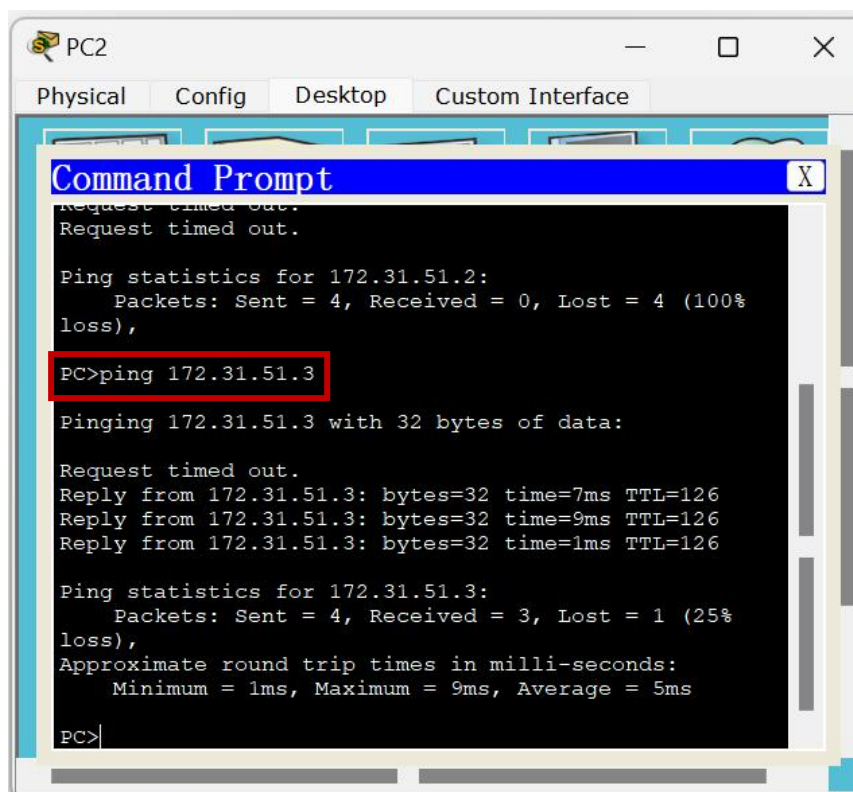 PC2
Physical Config Desktop Custom Interface
Command Prompt
X
Request timed out.
Request timed out.
Ping statistics for 172.31.51.2:
Packets: Sent = 4, Received = 0, Lost = 4 (100%
loss),
PC>ping 172.31.51.3
Pinging 172.31.51.3 with 32 bytes of data:
Request timed out.
Reply from 172.31.51.3: bytes=32 time=7ms TTL=126
Reply from 172.31.51.3: bytes=32 time=9ms TTL=126
Reply from 172.31.51.3: bytes=32 time=1ms TTL=126
Ping statistics for 172.31.51.3:
Packets: Sent = 4, Received = 3, Lost = 1 (25%
loss),
Approximate round trip times in milli-seconds:
Minimum = 1ms, Maximum = 9ms, Average = 5ms
PC>